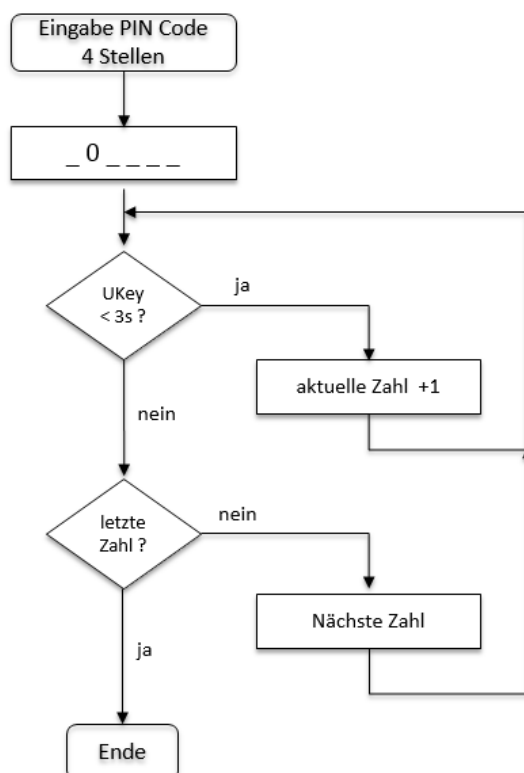 Eingabe PIN Code
4 Stellen
_ 0 _ _ _ _
UKey
< 3s ?
ja
aktuelle Zahl +1
nein
letzte
Zahl ?
nein
Nächste Zahl
ja
Ende